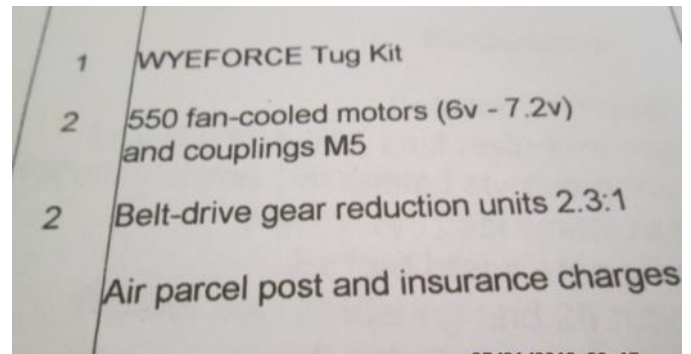 1 WYEFORCE Tug Kit
2 550 fan-cooled motors (6v - 7.2v)
and couplings M5
2 Belt-drive gear reduction units 2.3:1
Air parcel post and insurance charges